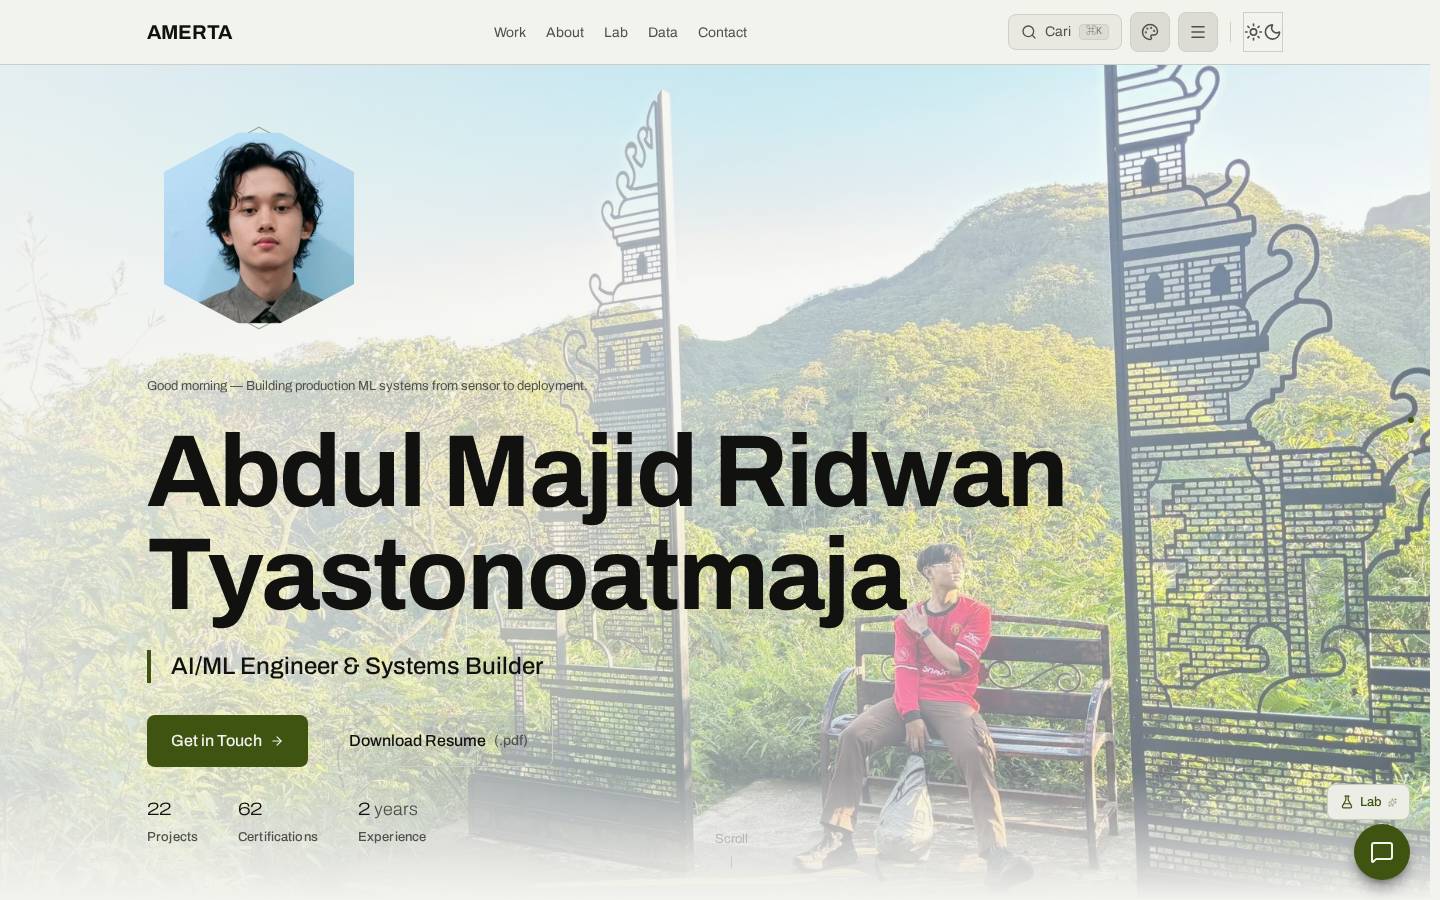 AMERTA
Work About Lab Data Contact
Cari ⌘K
Good morning — Building production ML systems from sensor to deployment.
Abdul Majid Ridwan
Tyastonoatmaja
AI/ML Engineer & Systems Builder
Get in Touch →
Download Resume (.pdf)
22 62 2 years
Projects Certifications Experience
Scroll
Lab